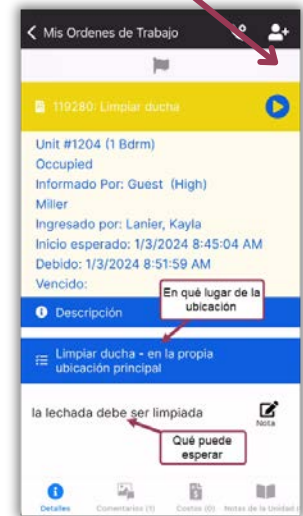 Mis Ordenes de Trabajo
119280: Limpiar ducha
Unit #1204 (1 Bdrm)
Occupied
Informado Por: Guest (High)
Miller
Ingresado por: Lanier, Kayla
Inicio esperado: 1/3/2024 8:45:04 AM
Debido: 1/3/2024 8:51:59 AM
Vencido:
En qué lugar de la
ubicación
Descripción
Limpiar ducha - en la propia
ubicación principal
la lechada debe ser limpiada
Nota
Qué puede
esperar
Detalles
Comentarios (1)
Costos (0)
Notas de la Unidad